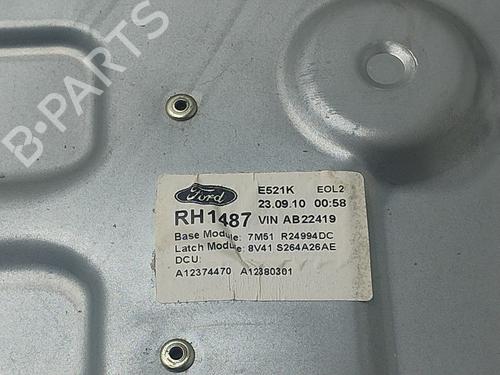 B-PARTS
Ford
E521K EOL2
23.09.10 00:58
RH1487 VIN AB22419
Base Module: 7M51 R24994DC
Latch Module: 8V41 S264A26AE
DCU:
A12374470 A12380301